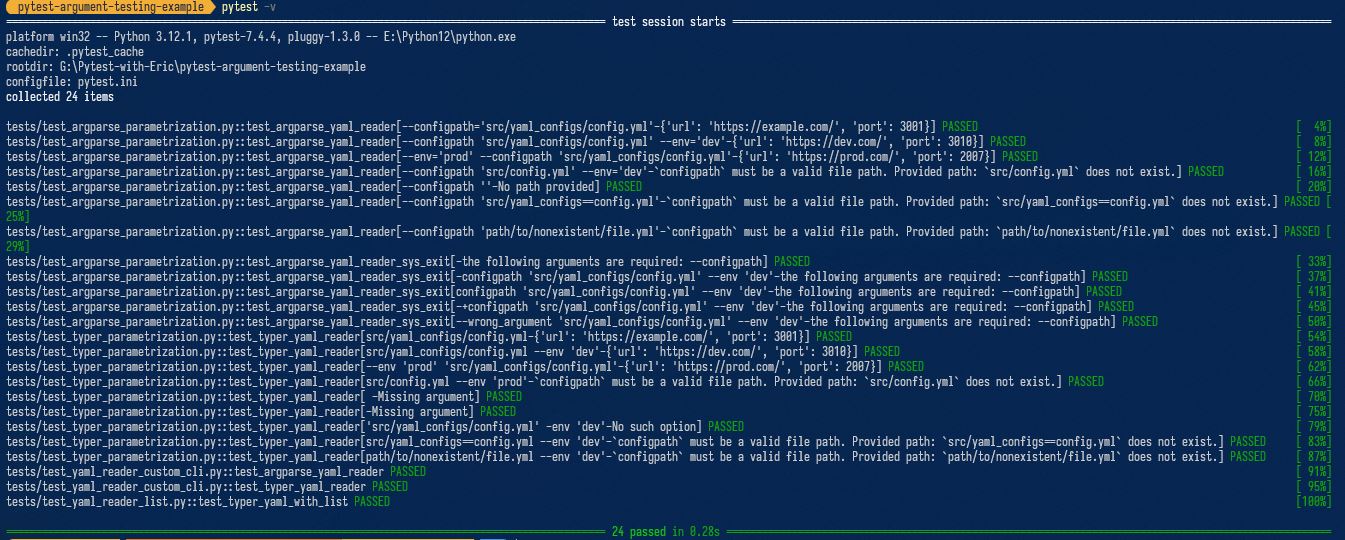 pytest-argument-testing-example pytest -v
test session starts
platform win32 -- Python 3.12.1, pytest-7.4.4, pluggy-1.3.0 -- E:\Python12\python.exe
cachedir: .pytest_cache
rootdir: G:\Pytest-with-Eric\pytest-argument-testing-example
configfile: pytest.ini
collected 24 items
tests/test_argparse_parametrization.py::test_argparse_yaml_reader[--configpath='src/yaml_configs/config.yml'-{'url': 'https://example.com/', 'port': 3001}] PASSED [  4%]
tests/test_argparse_parametrization.py::test_argparse_yaml_reader[--configpath 'src/yaml_configs/config.yml' --env='dev'-{'url': 'https://dev.com/', 'port': 3010}] PASSED [  8%]
tests/test_argparse_parametrization.py::test_argparse_yaml_reader[--env='prod' --configpath 'src/yaml_configs/config.yml'-{'url': 'https://prod.com/', 'port': 2007}] PASSED [ 12%]
tests/test_argparse_parametrization.py::test_argparse_yaml_reader[--configpath 'src/config.yml' --env='dev'-`configpath` must be a valid file path. Provided path: `src/config.yml` does not exist.] PASSED [ 16%]
tests/test_argparse_parametrization.py::test_argparse_yaml_reader[--configpath ''-No path provided] PASSED [ 20%]
tests/test_argparse_parametrization.py::test_argparse_yaml_reader[--configpath 'src/yaml_configs==config.yml'-`configpath` must be a valid file path. Provided path: `src/yaml_configs==config.yml` does not exist.] PASSED [
25%]
tests/test_argparse_parametrization.py::test_argparse_yaml_reader[--configpath 'path/to/nonexistent/file.yml'-`configpath` must be a valid file path. Provided path: `path/to/nonexistent/file.yml` does not exist.] PASSED [
29%]
tests/test_argparse_parametrization.py::test_argparse_yaml_reader_sys_exit[-the following arguments are required: --configpath] PASSED [ 33%]
tests/test_argparse_parametrization.py::test_argparse_yaml_reader_sys_exit[-configpath 'src/yaml_configs/config.yml' --env 'dev'-the following arguments are required: --configpath] PASSED [ 37%]
tests/test_argparse_parametrization.py::test_argparse_yaml_reader_sys_exit[configpath 'src/yaml_configs/config.yml' --env 'dev'-the following arguments are required: --configpath] PASSED [ 41%]
tests/test_argparse_parametrization.py::test_argparse_yaml_reader_sys_exit[-+configpath 'src/yaml_configs/config.yml' --env 'dev'-the following arguments are required: --configpath] PASSED [ 45%]
tests/test_argparse_parametrization.py::test_argparse_yaml_reader_sys_exit[--wrong_argument 'src/yaml_configs/config.yml' --env 'dev'-the following arguments are required: --configpath] PASSED [ 50%]
tests/test_typer_parametrization.py::test_typer_yaml_reader[src/yaml_configs/config.yml-{'url': 'https://example.com/', 'port': 3001}] PASSED [ 54%]
tests/test_typer_parametrization.py::test_typer_yaml_reader[src/yaml_configs/config.yml --env 'dev'-{'url': 'https://dev.com/', 'port': 3010}] PASSED [ 58%]
tests/test_typer_parametrization.py::test_typer_yaml_reader[--env 'prod' 'src/yaml_configs/config.yml'-{'url': 'https://prod.com/', 'port': 2007}] PASSED [ 62%]
tests/test_typer_parametrization.py::test_typer_yaml_reader[src/config.yml --env 'prod'-`configpath` must be a valid file path. Provided path: `src/config.yml` does not exist.] PASSED [ 66%]
tests/test_typer_parametrization.py::test_typer_yaml_reader[ -Missing argument] PASSED [ 70%]
tests/test_typer_parametrization.py::test_typer_yaml_reader[-Missing argument] PASSED [ 75%]
tests/test_typer_parametrization.py::test_typer_yaml_reader['src/yaml_configs/config.yml' -env 'dev'-No such option] PASSED [ 79%]
tests/test_typer_parametrization.py::test_typer_yaml_reader[src/yaml_configs==config.yml --env 'dev'-`configpath` must be a valid file path. Provided path: `src/yaml_configs==config.yml` does not exist.] PASSED [ 83%]
tests/test_typer_parametrization.py::test_typer_yaml_reader[path/to/nonexistent/file.yml --env 'dev'-`configpath` must be a valid file path. Provided path: `path/to/nonexistent/file.yml` does not exist.] PASSED [ 87%]
tests/test_yaml_reader_custom_cli.py::test_argparse_yaml_reader PASSED [ 91%]
tests/test_yaml_reader_custom_cli.py::test_typer_yaml_reader PASSED [ 95%]
tests/test_yaml_reader_list.py::test_typer_yaml_with_list PASSED [100%]
24 passed in 0.28s